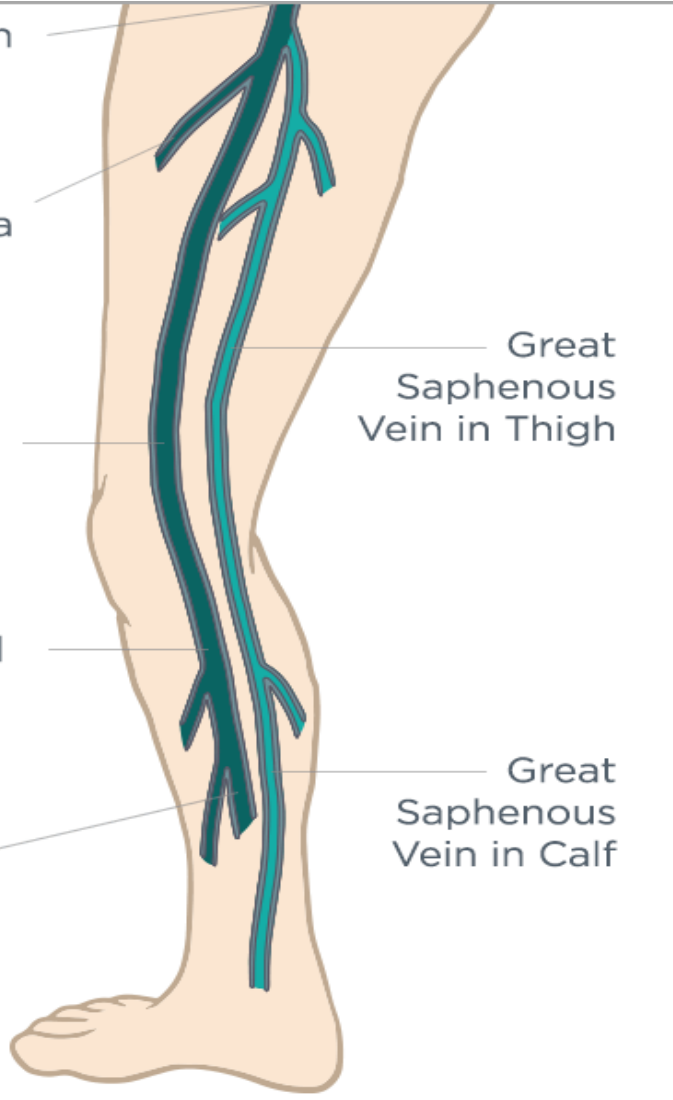 n
a
Great
Saphenous
Vein in Thigh
l
Great
Saphenous
Vein in Calf